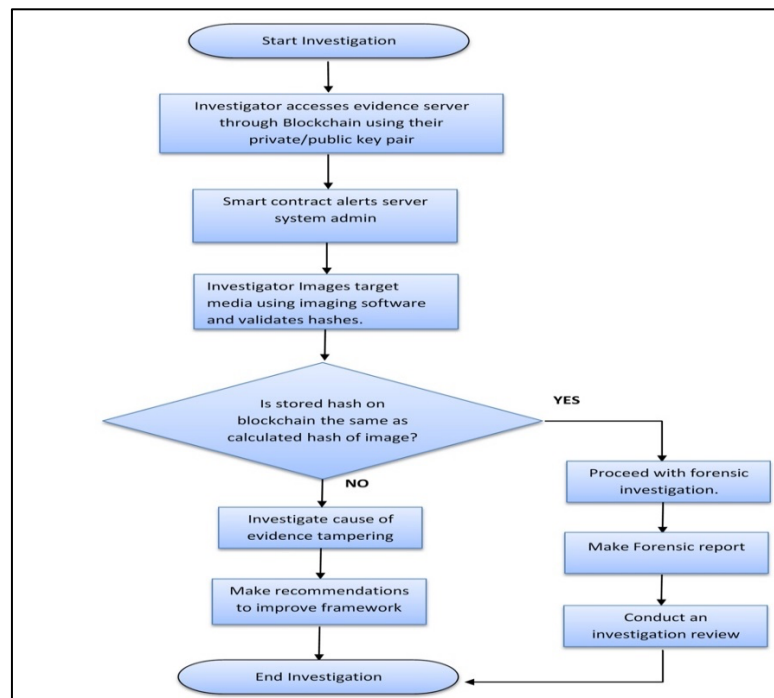 Start Investigation
Investigator accesses evidence server
through Blockchain using their
private/public key pair
Smart contract alerts server
system admin
Investigator Images target
media using imaging software
and validates hashes.
Is stored hash on
blockchain the same as
calculated hash of image?
YES
NO
Proceed with forensic
investigation.
Investigate cause of
evidence tampering
Make Forensic report
Make recommendations
to improve framework
Conduct an
investigation review
End Investigation